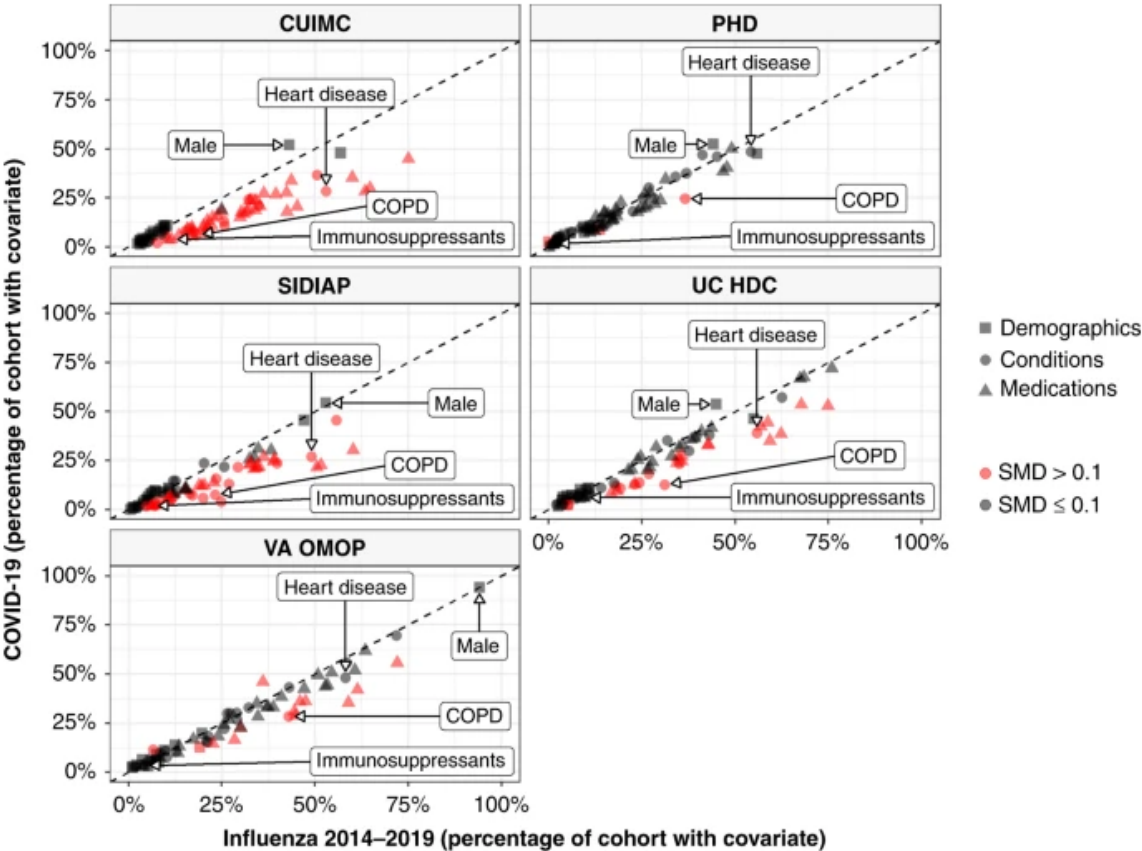 CUIMC
PHD
100%
75%
50%
25%
0%
Heart disease
Male
COPD
Immunosuppressants
Heart disease
Male
COPD
Immunosuppressants
SIDIAP
UC HDC
100%
75%
50%
25%
0%
Heart disease
Male
COPD
Immunosuppressants
Heart disease
Male
COPD
Immunosuppressants
0% 25% 50% 75% 100%
VA OMOP
100%
75%
50%
25%
0%
Heart disease
Male
COPD
Immunosuppressants
0% 25% 50% 75% 100%
Influenza 2014–2019 (percentage of cohort with covariate)
COVID-19 (percentage of cohort with covariate)
Demographics
Conditions
Medications
SMD > 0.1
SMD ≤ 0.1